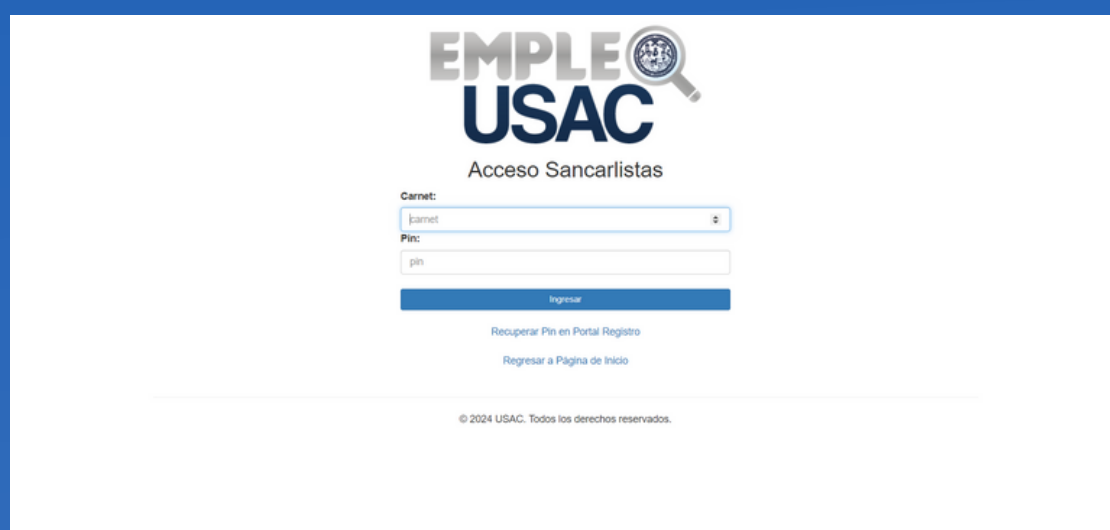 EMPLEO
USAC
Acceso Sancarlistas
Carnet:
carnet
Pin:
pin
Ingresar
Recuperar Pin en Portal Registro
Regresar a Página de Inicio
© 2024 USAC. Todos los derechos reservados.